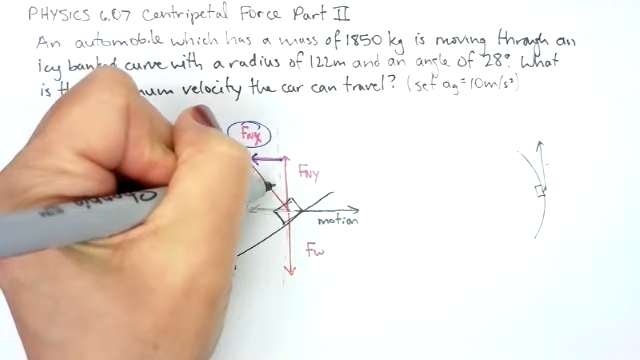 PHYSICS 6.07 Centripetal Force Part II
An automobile which has a mass of 1850 kg is moving through an
icy banked curve with a radius of 122m and an angle of 28°. What
is velocity the car can travel? (set ag=10m/s²)
FNX
FNY
motion
Fw
Sharpie